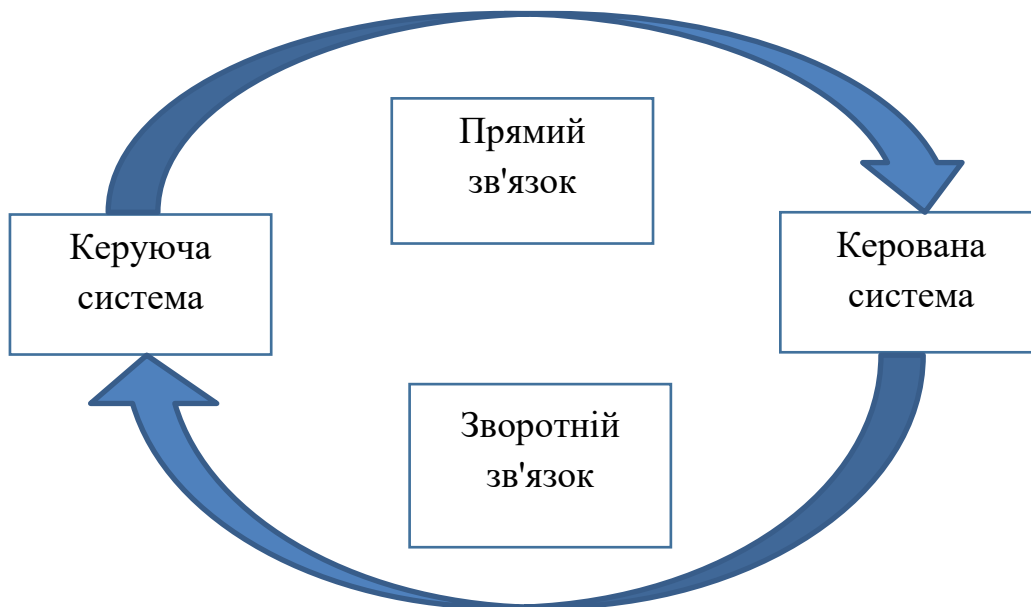 Прямий
зв'язок
Керуюча
система
Керована
система
Зворотній
зв'язок